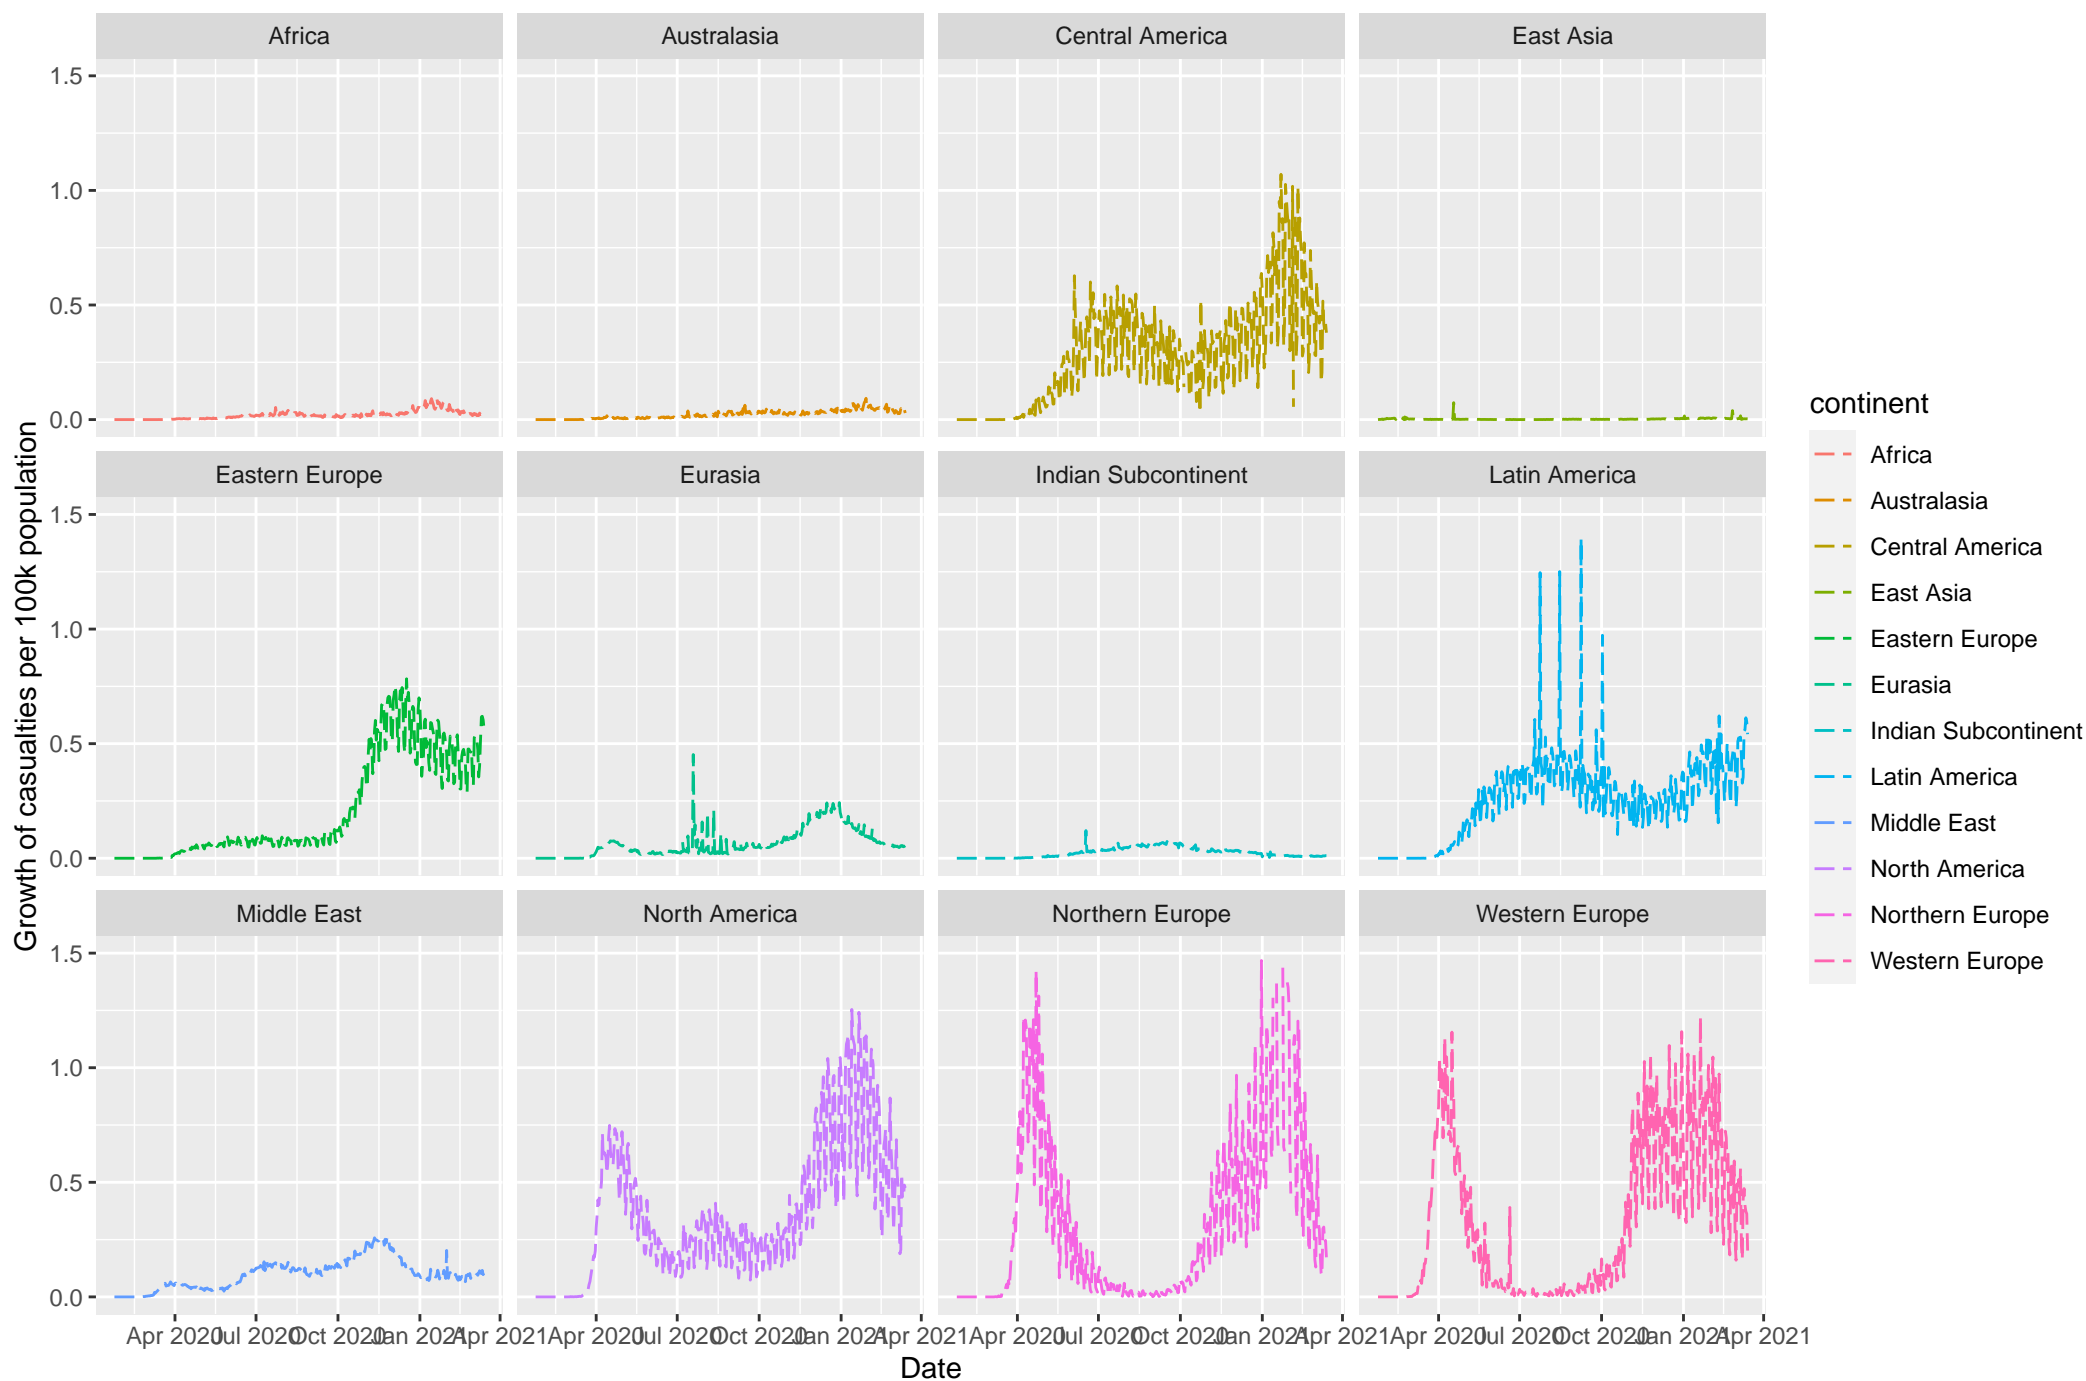 Africa
Australasia
Central America
East Asia
1.5
1.0
0.5
0.0
Eastern Europe
Eurasia
Indian Subcontinent
Latin America
1.5
1.0
0.5
0.0
Middle East
North America
Northern Europe
Western Europe
1.5
1.0
0.5
0.0
Apr 2020 Jul 2020 Oct 2020 Jan 2021 Apr 2021
Apr 2020 Jul 2020 Oct 2020 Jan 2021 Apr 2021
Apr 2020 Jul 2020 Oct 2020 Jan 2021 Apr 2021
Apr 2020 Jul 2020 Oct 2020 Jan 2021 Apr 2021
Date
Growth of casualties per 100k population
continent
Africa
Australasia
Central America
East Asia
Eastern Europe
Eurasia
Indian Subcontinent
Latin America
Middle East
North America
Northern Europe
Western Europe